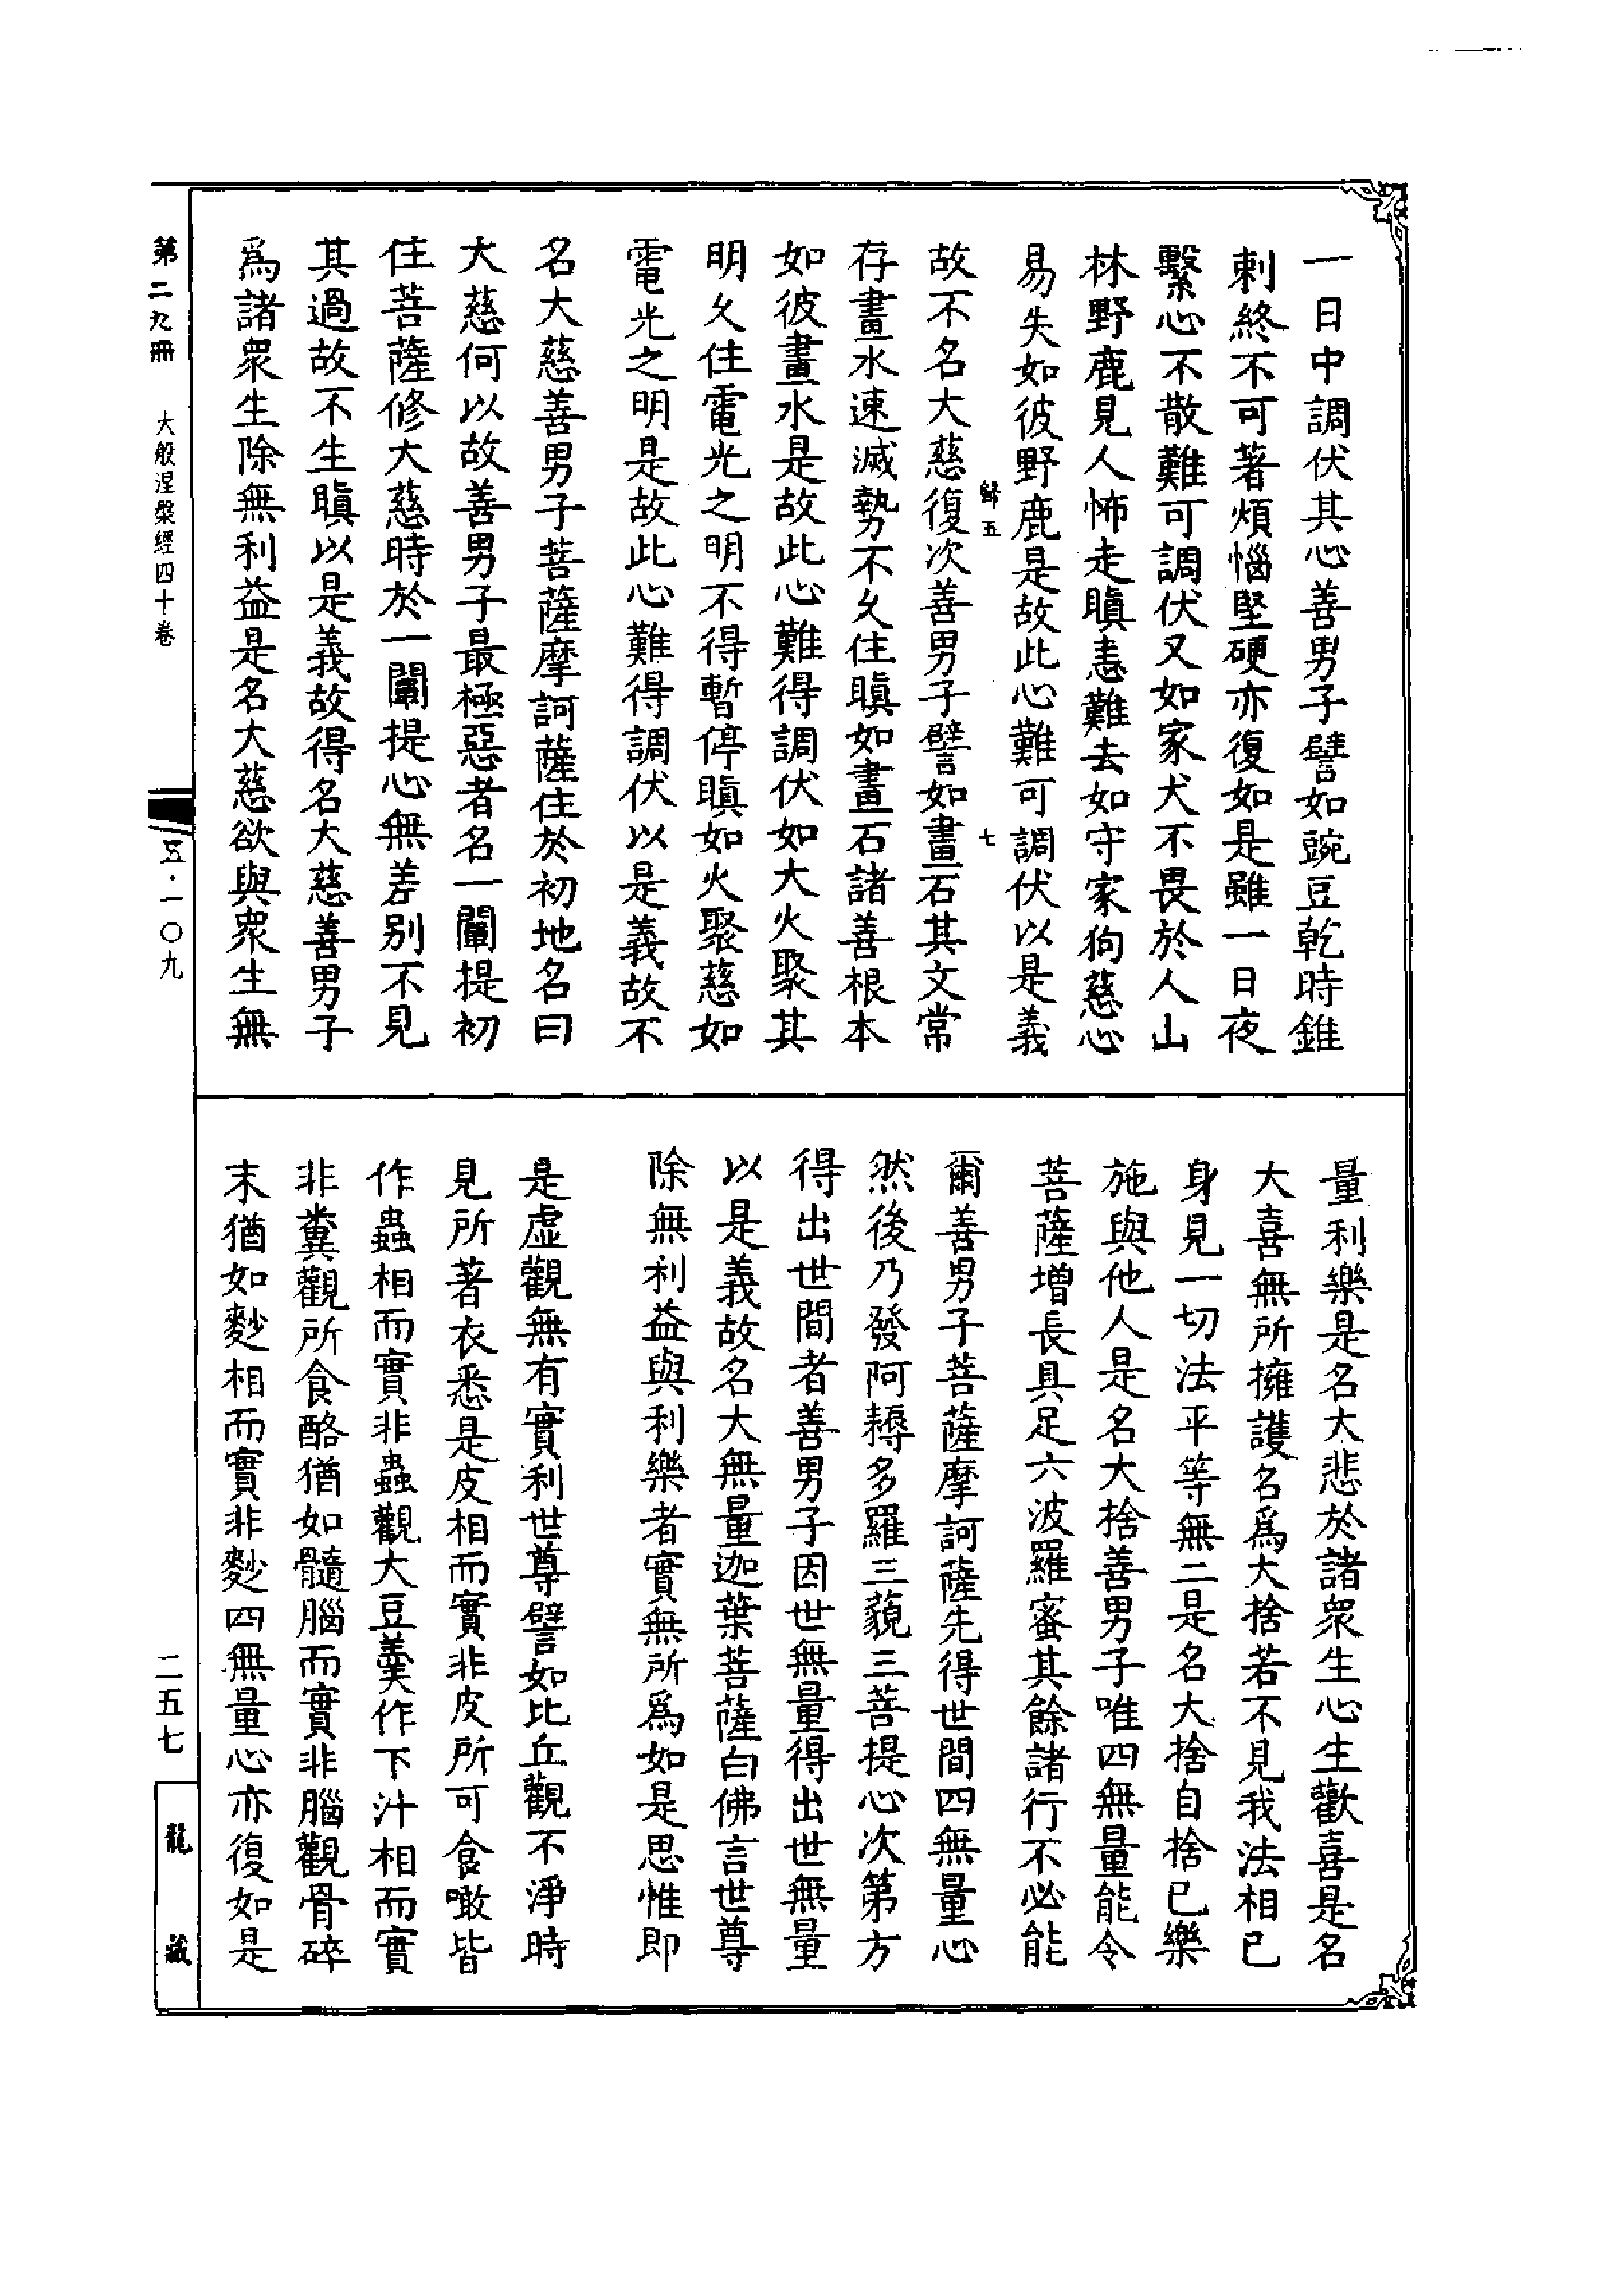 一日中調伏其心善男子譬如豌豆乾時錐
刺終不可著煩惱堅硬亦復如是雖一日夜
繫心不散難可調伏又如家犬不畏於人山
林野鹿見人怖走瞋恚難去如守家狗慈心
易失如彼野鹿是故此心難可調伏以是義
歸五
七
故不名大慈復次善男子譬如畫石其文常
存畫水速滅勢不久住瞋如畫石諸善根本
如彼畫水是故此心難得調伏如大火聚其
明久住電光之明不得暫停瞋如火聚慈如
電光之明是故此心難得調伏以是義故不
名大慈善男子菩薩摩訶薩住於初地名曰
大慈何以故善男子最極惡者名一闡提初
住菩薩修大慈時於一闡提心無差別不見
其過故不生瞋以是義故得名大慈善男子
為諸眾生除無利益是名大慈欲與眾生無
量利樂是名大悲於諸眾生心生歡喜是名
大喜無所擁護名為大捨若不見我法相已
身見一切法平等無二是名大捨自捨已樂
施與他人是名大捨善男子唯四無量能令
菩薩增長具足六波羅蜜其餘諸行不必能
爾善男子菩薩摩訶薩先得世間四無量心
然後乃發阿耨多羅三藐三菩提心次第方
得出世間者善男子因世無量得出世無量
以是義故名大無量迦葉菩薩白佛言世尊
除無利益與利樂者實無所為如是思惟即
是虛觀無有實利世尊譬如比丘觀不淨時
見所著衣悉是皮相而實非皮所可食噉皆
作蟲相而實非蟲觀大豆羹作下汁相而實
非糞觀所食酪猶如髓腦而實非腦觀骨碎
末猶如麨相而實非麨四無量心亦復如是
第二九冊
大般涅槃經四十卷
五·一〇九
二五七
龍藏